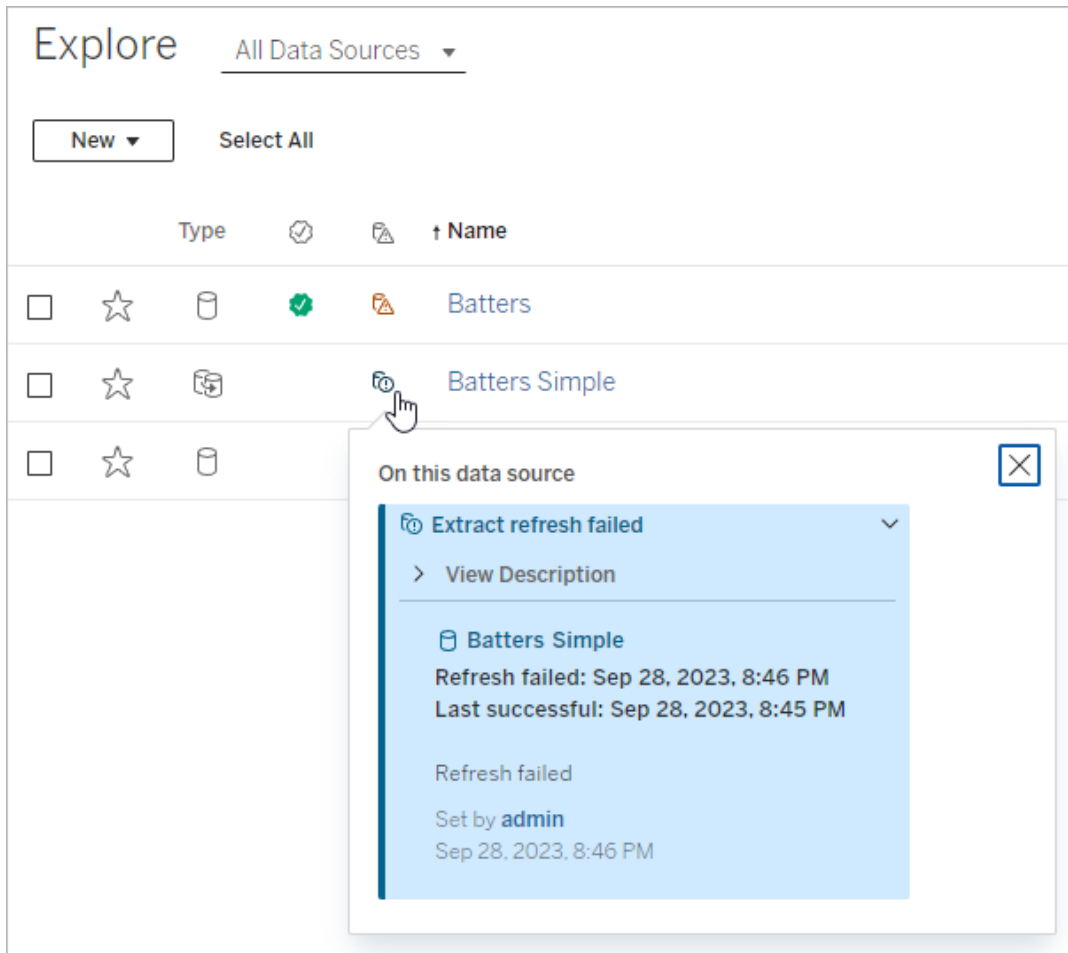 Explore All Data Sources
New Select All
Type Name
Batters
Batters Simple
On this data source
Extract refresh failed
View Description
Batters Simple
Refresh failed: Sep 28, 2023, 8:46 PM
Last successful: Sep 28, 2023, 8:45 PM
Refresh failed
Set by admin
Sep 28, 2023, 8:46 PM